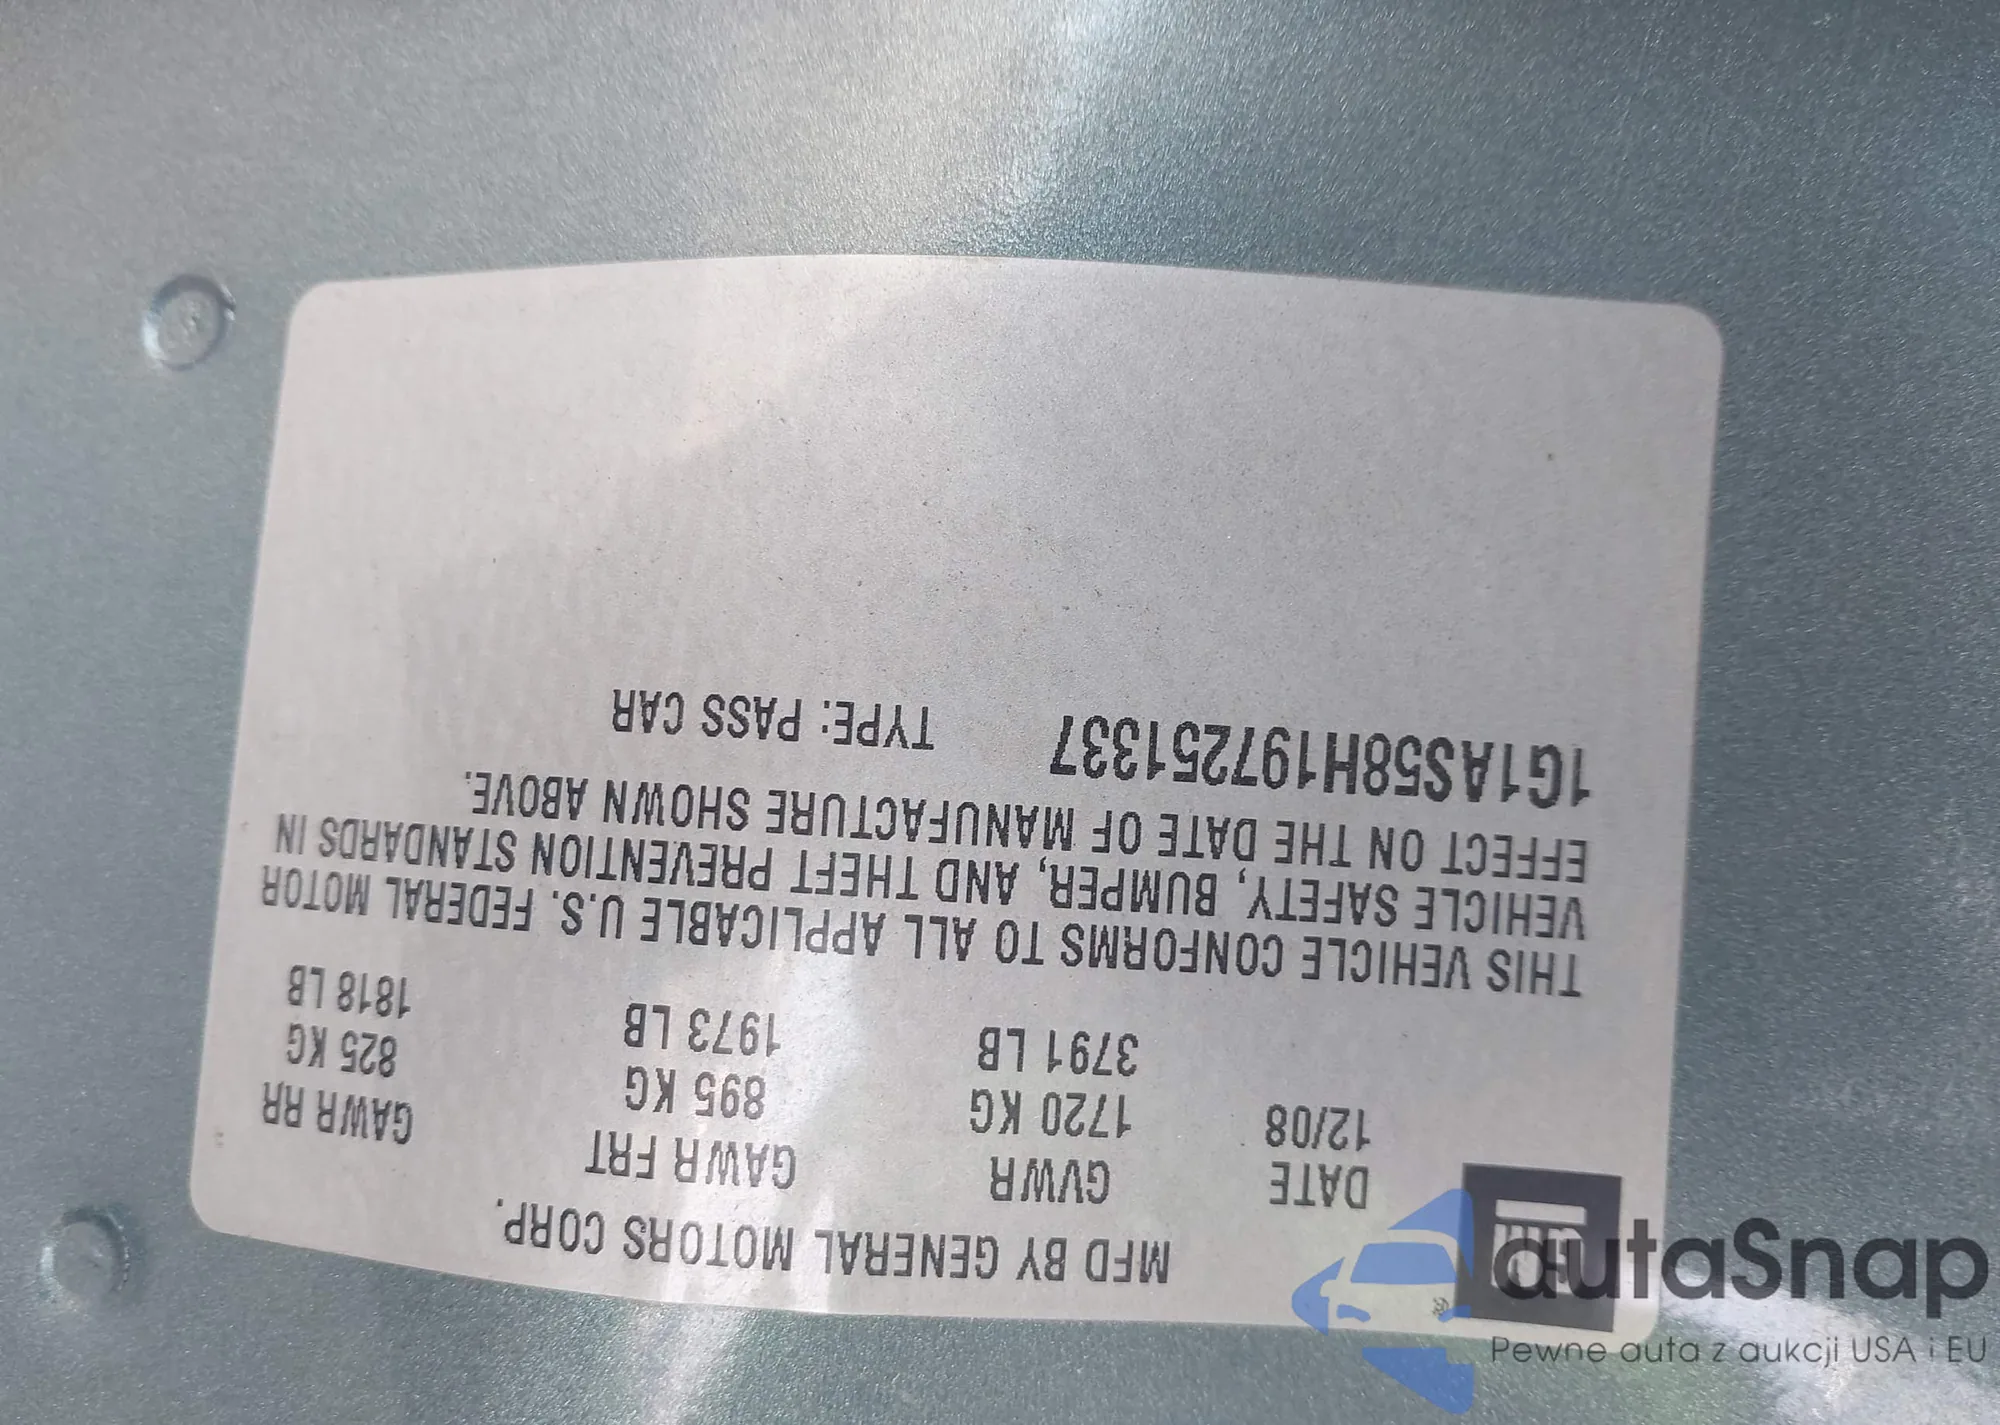 GM
MFD BY GENERAL MOTORS CORP.
DATE GVWR GAWR FRT GAWR RR
12/08 1720 KG 895 KG 825 KG
3791 LB 1973 LB 1818 LB
THIS VEHICLE CONFORMS TO ALL APPLICABLE U.S. FEDERAL MOTOR
VEHICLE SAFETY, BUMPER, AND THEFT PREVENTION STANDARDS IN
EFFECT ON THE DATE OF MANUFACTURE SHOWN ABOVE.
1G1AS58H197251337 TYPE: PASS CAR
autaSnap
Pewne auta z aukcji USA i EU